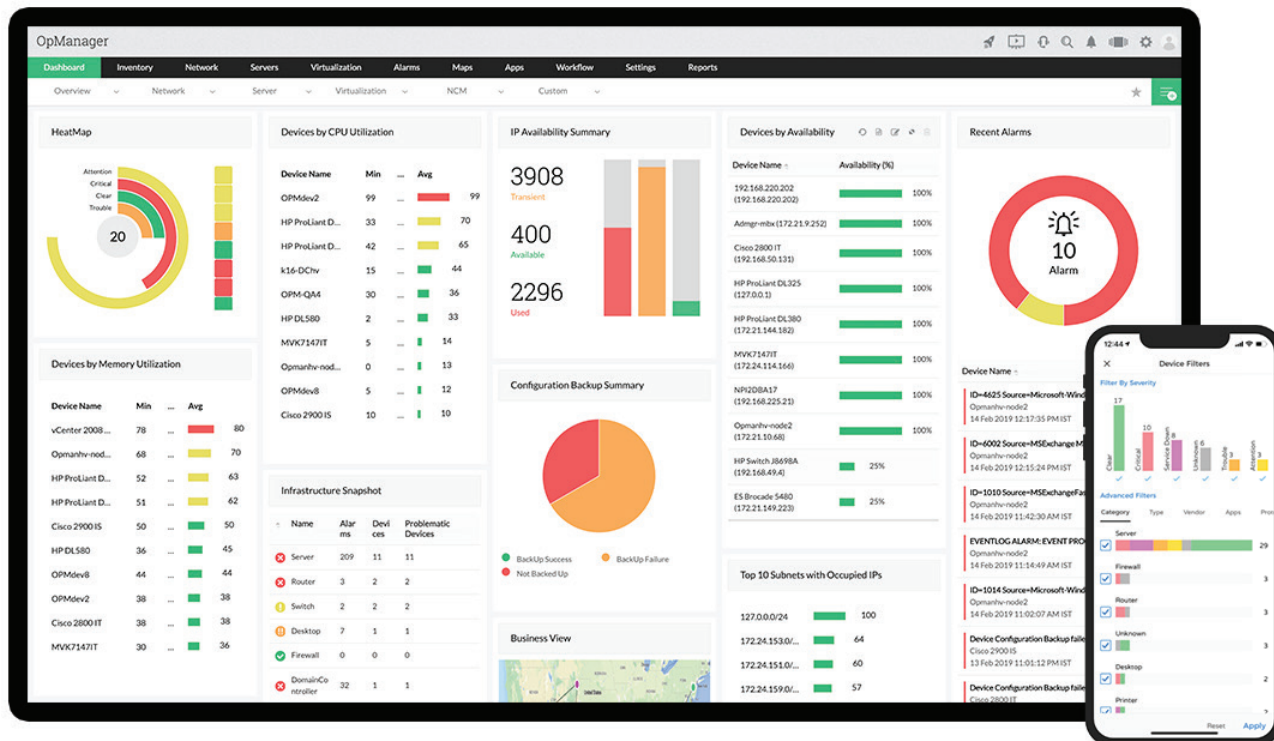 OpManager
Dashboard Inventory Network Servers Virtualization Alarms Maps Apps Workflow Settings Reports
Overview Network Server Virtualization NCM Custom
HeatMap
Attention
Critical
Clear
Trouble
20
Devices by Memory Utilization
Device Name Min ... Avg
vCenter 2008 ... 78 ... 80
Opmanhv-nod... 68 ... 70
HP ProLiant D... 52 ... 63
HP ProLiant D... 51 ... 62
Cisco 2900 IS 50 ... 50
HP DL580 36 ... 45
OPMdev8 44 ... 44
OPMdev2 38 ... 38
Cisco 2800 IT 38 ... 38
MVK7147IT 30 ... 36
Devices by CPU Utilization
Device Name Min ... Avg
OPMdev2 99 ... 99
HP ProLiant D... 33 ... 70
HP ProLiant D... 42 ... 65
k16-DChv 15 ... 44
OPM-QA4 30 ... 36
HP DL580 2 ... 33
MVK7147IT 5 ... 14
Opmanhv-nod... 0 ... 13
OPMdev8 5 ... 12
Cisco 2900 IS 10 ... 10
Infrastructure Snapshot
Name Alar Devi Problematic
ms ces Devices
Server 209 11 11
Router 3 2 2
Switch 2 2 2
Desktop 7 1 1
Firewall 0 0 0
DomainCo
ntroller 32 1 1
IP Availability Summary
3908
Transient
400
Available
2296
Used
Configuration Backup Summary
BackUp Success BackUp Failure
Not Backed Up
Business View
United States
Devices by Availability
Device Name Availability (%)
192.168.220.202
(192.168.220.202) 100%
Admgr-mbx (172.21.9.252) 100%
Cisco 2800 IT
(192.168.50.131) 100%
HP ProLiant DL325
(127.0.0.1) 100%
HP ProLiant DL380
(172.21.144.182) 100%
MVK7147IT
(172.24.114.166) 100%
NPI2D8A17
(192.168.225.21) 100%
Opmanhv-node2
(172.21.10.68) 100%
HP Switch J8698A
(192.168.49.4) 25%
ES Brocade 5480
(172.21.149.223) 25%
Top 10 Subnets with Occupied IPs
127.0.0.0/24 100
172.24.153.0/... 64
172.24.151.0/... 60
172.24.159.0/... 57
Recent Alarms
10
Alarm
Device Name
ID=4625 Source=Microsoft-Wind
Opmanhv-node2
14 Feb 2019 12:17:35 PM IST
ID=6002 Source=MSExchange M
Opmanhv-node2
14 Feb 2019 12:15:24 PM IST
ID=1010 Source=MSExchangeFas
Opmanhv-node2
14 Feb 2019 11:42:30 AM IST
EVENTLOG ALARM: EVENT PRO
Opmanhv-node2
14 Feb 2019 11:14:49 AM IST
ID=1014 Source=Microsoft-Wind
Opmanhv-node2
14 Feb 2019 11:02:07 AM IST
Device Configuration Backup faile
Cisco 2900 IS
13 Feb 2019 11:01:12 PM IST
Device Configuration Backup faile
Cisco 2800 IT
12:44
Device Filters
Filter By Severity
17 10 8 6 3 3
Clear Critical Service Down Unknown Trouble Attention
Advanced Filters
Category Type Vendor Apps Proc
Server
29
Firewall
3
Router
3
Unknown
3
Desktop
2
Printer
2
Reset Apply